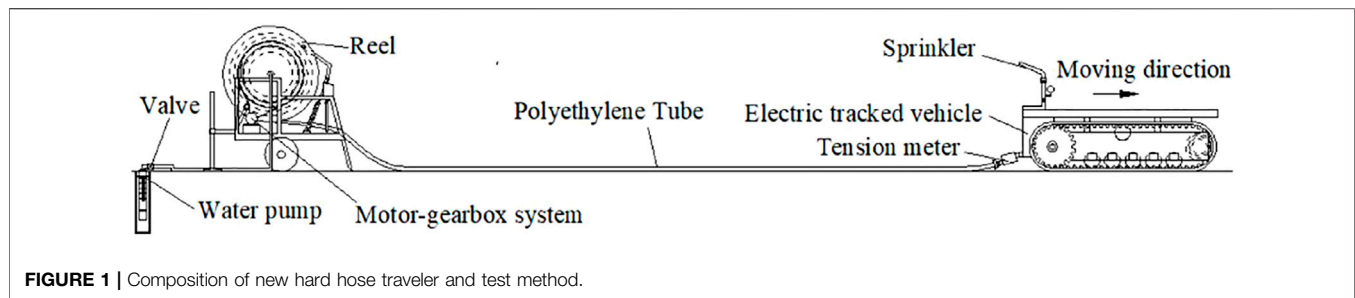 Reel
Sprinkler
Moving direction
Valve
Polyethylene Tube
Electric tracked vehicle
Tension meter
Water pump
Motor-gearbox system
FIGURE 1 | Composition of new hard hose traveler and test method.